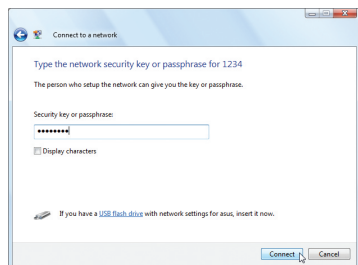 Connect to a network
Type the network security key or passphrase for 1234
The person who setup the network can give you the key or passphrase.
Security key or passphrase:
••••••••
Display characters
If you have a USB flash drive with network settings for asus, insert it now.
Connect Cancel